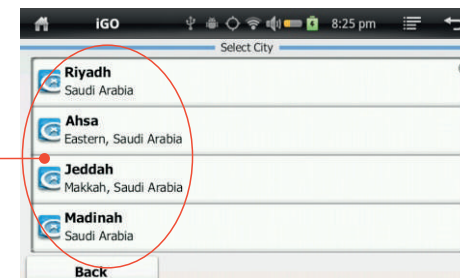 iGO
8:25 pm
Select City
Riyadh
Saudi Arabia
Ahsa
Eastern, Saudi Arabia
Jeddah
Makkah, Saudi Arabia
Madinah
Saudi Arabia
Back